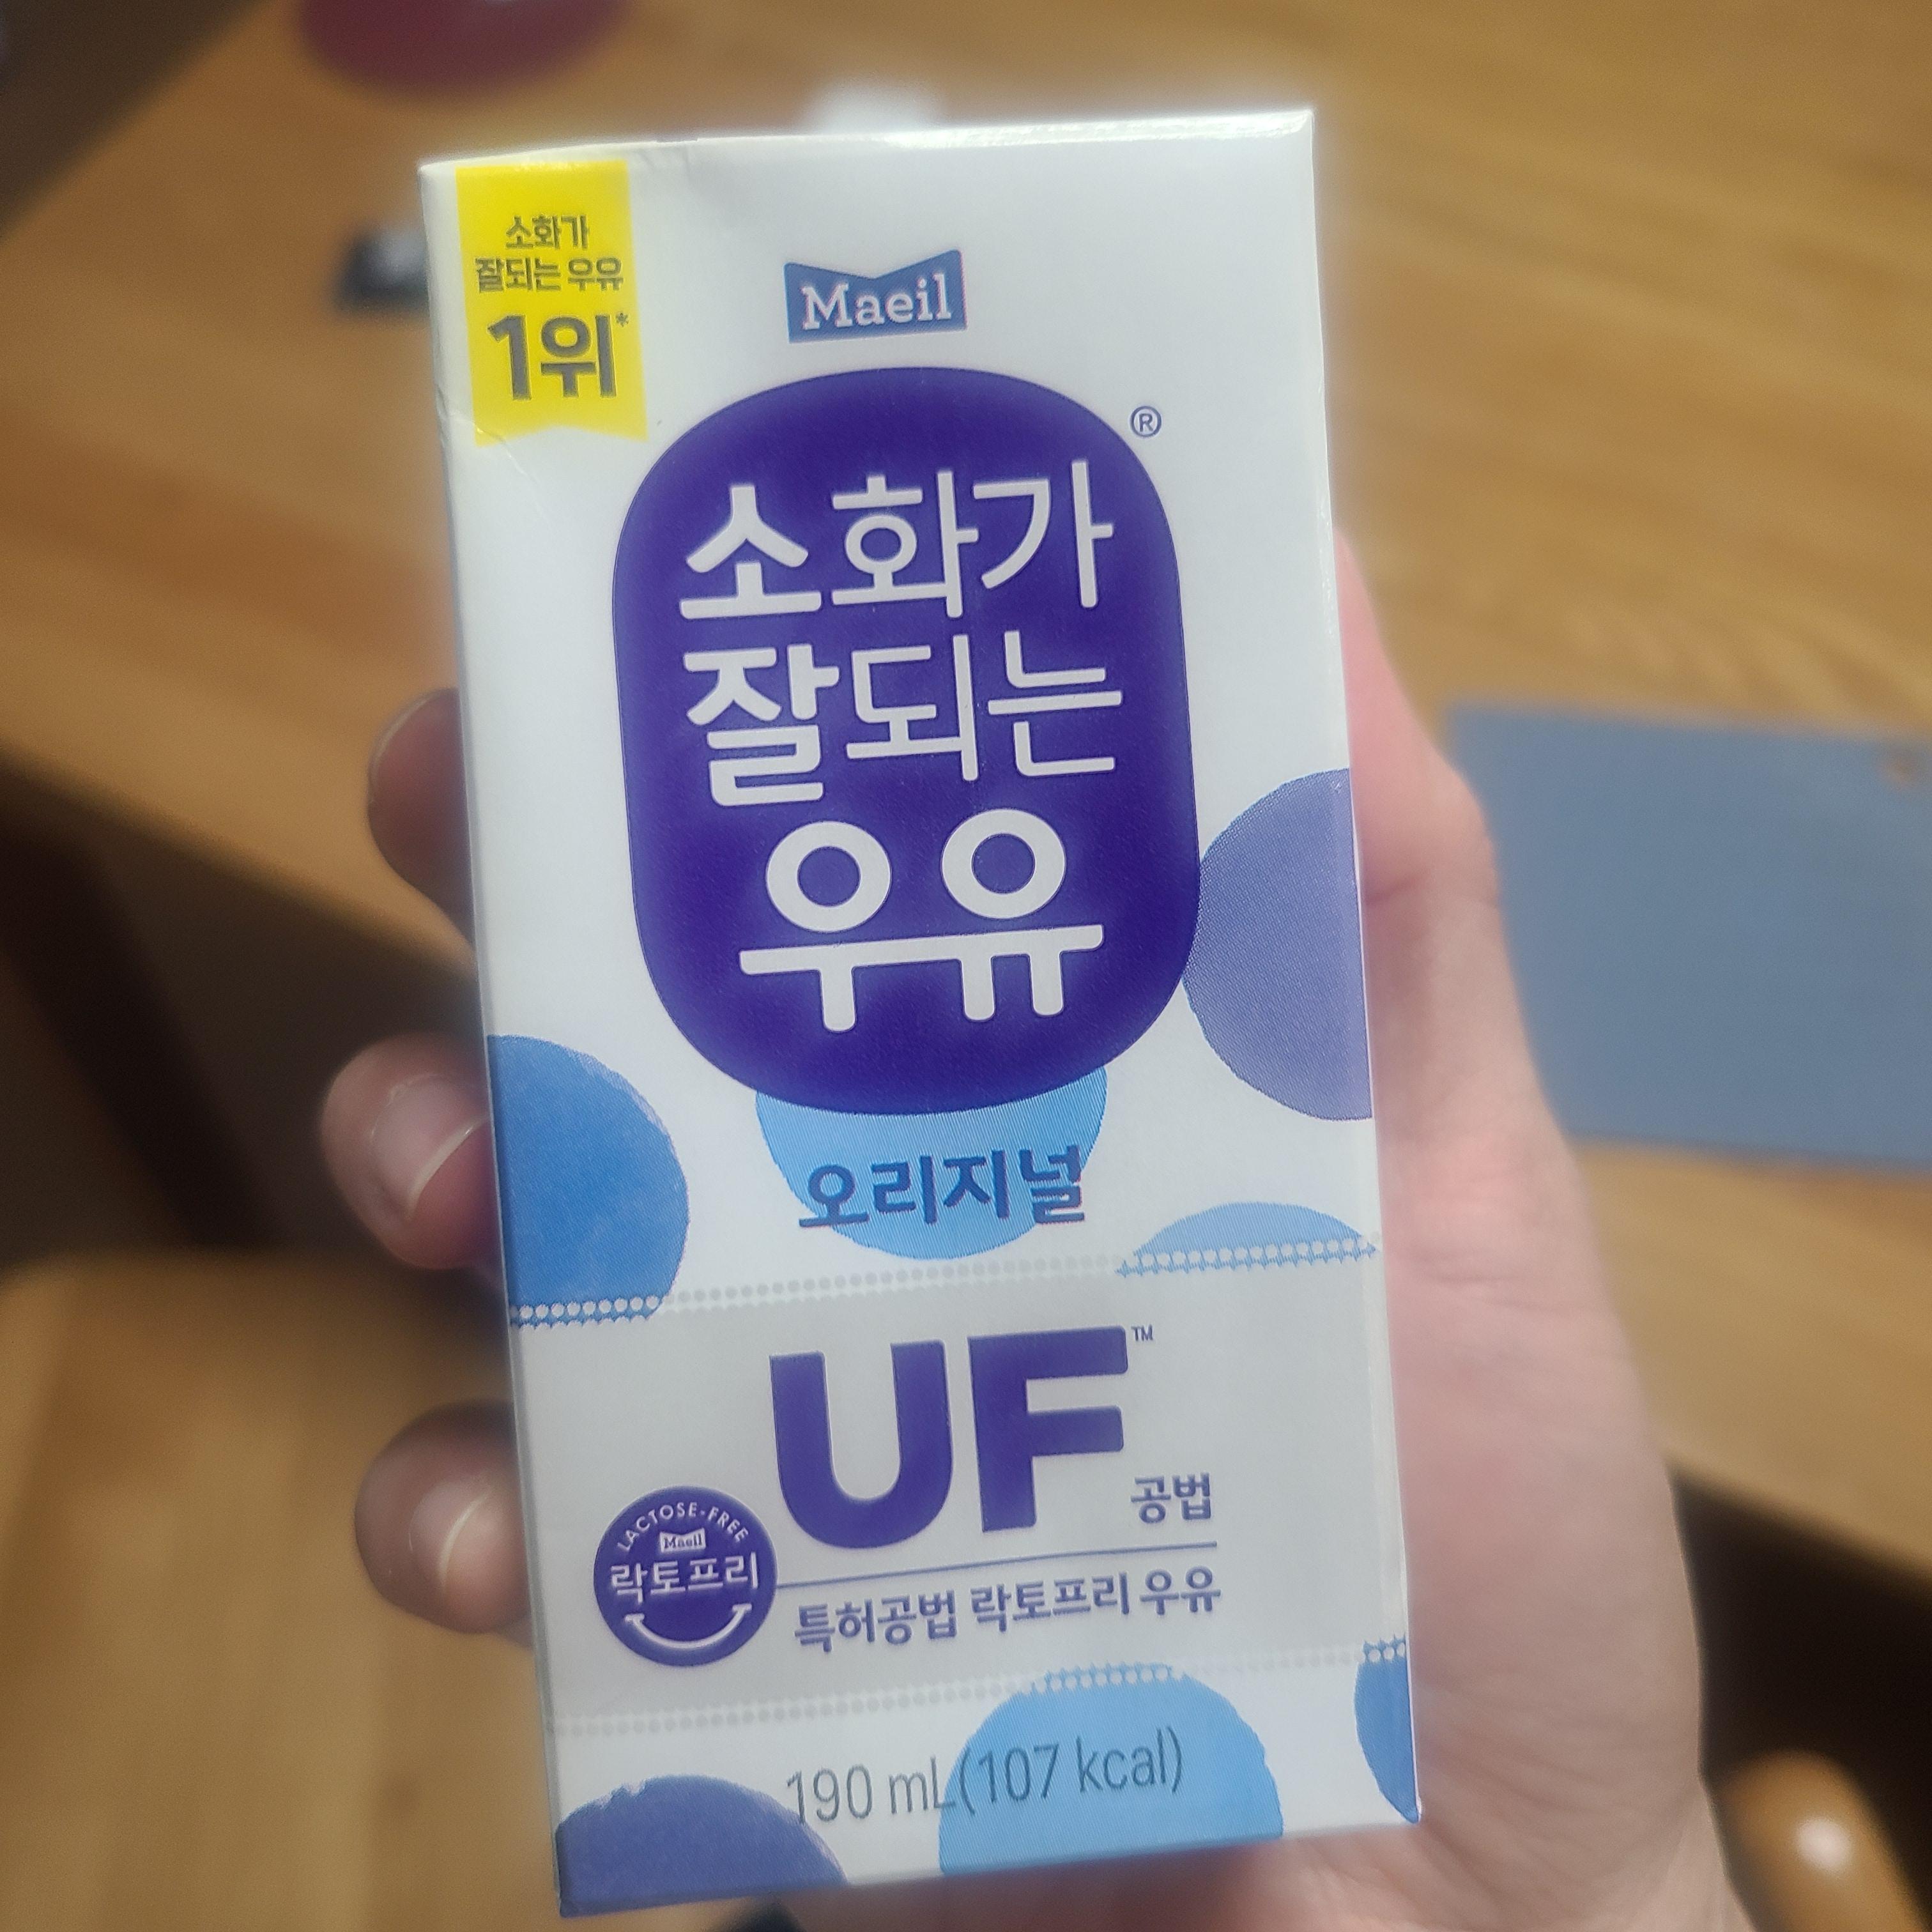 소화가
잘되는 우유
1위*
Maeil
®
소화가
잘되는
우유
오리지널
UF™
공법
LACTOSE-FREE
Maeil
락토프리
특허공법 락토프리 우유
190 mL(107 kcal)